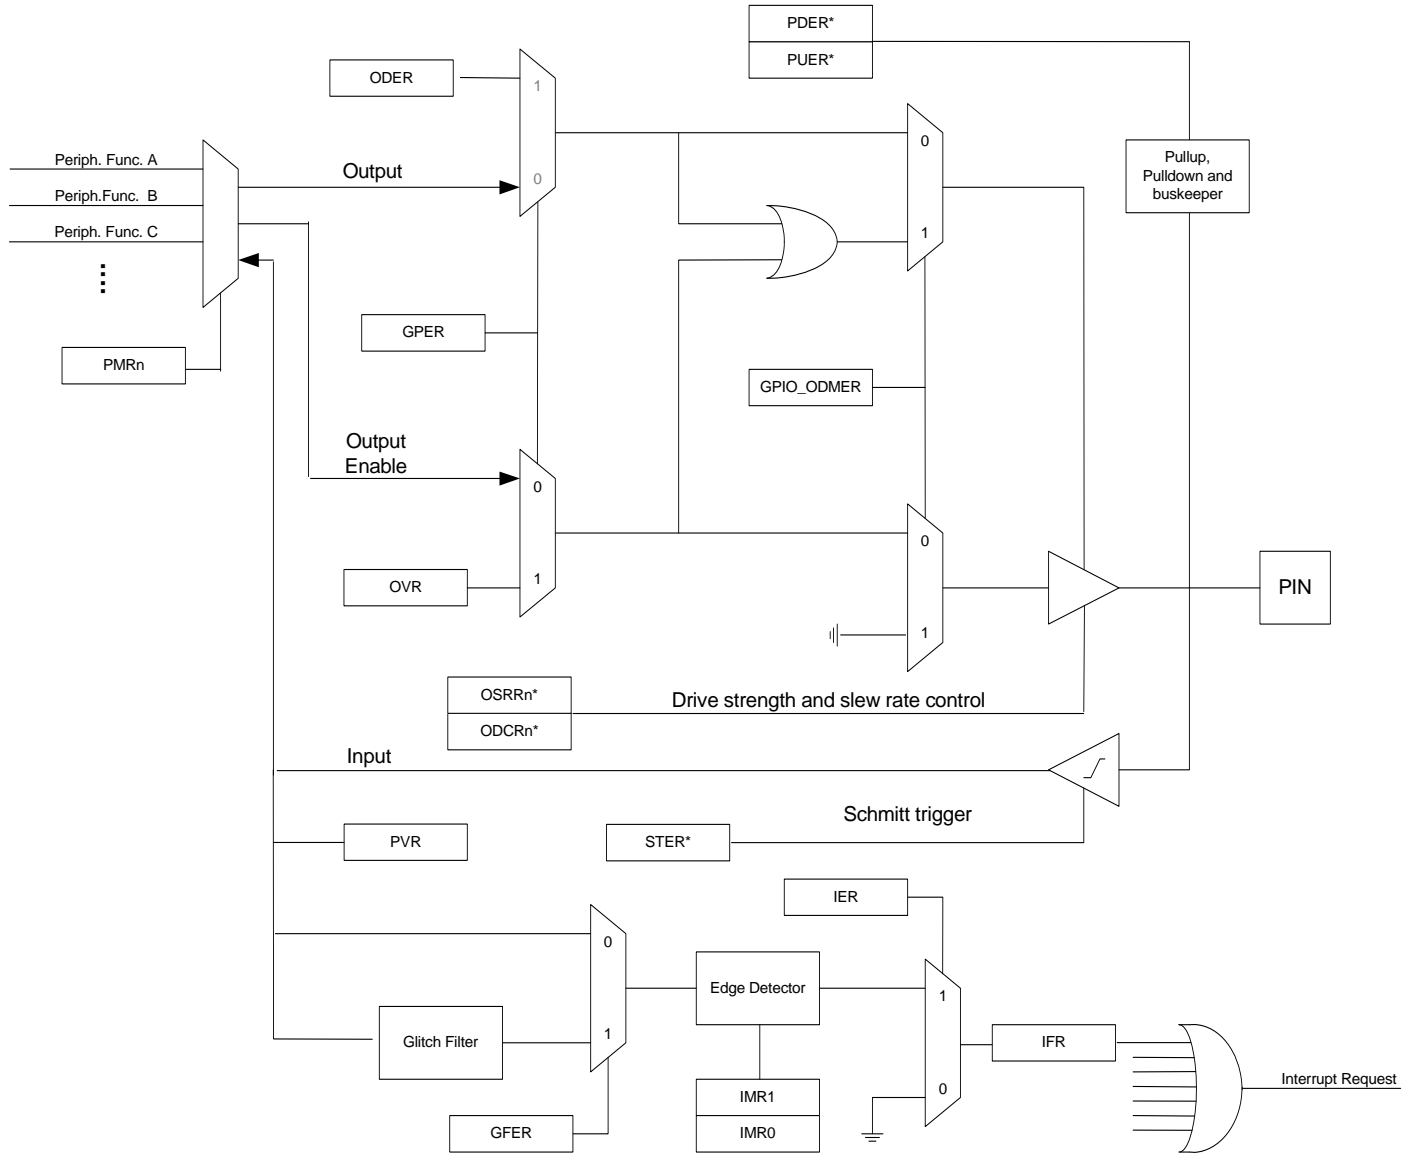 PDER*
PUER*
ODER
1
0
Periph. Func. A
Periph.Func. B
Periph. Func. C
Output
0
1
Pullup,
Pulldown and
buskeeper
GPER
PMRn
GPIO_ODMER
Output
Enable
0
1
OVR
0
1
PIN
OSRRn*
ODCRn*
Drive strength and slew rate control
Input
Schmitt trigger
PVR
STER*
IER
0
1
Edge Detector
1
0
Glitch Filter
IFR
Interrupt Request
IMR1
IMR0
GFER